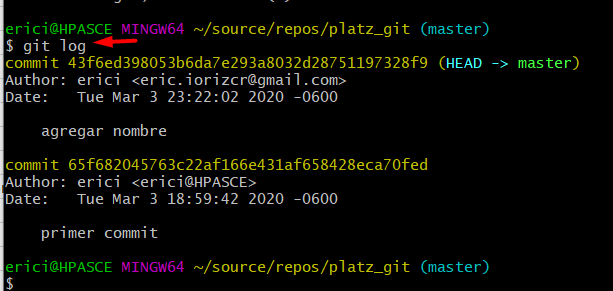 erici@HPASCE MINGW64 ~/source/repos/platz_git (master)
$ git log
commit 43f6ed398053b6da7e293a8032d28751197328f9 (HEAD -> master)
Author: erici <eric.iorizcr@gmail.com>
Date:   Tue Mar 3 23:22:02 2020 -0600
agregar nombre
commit 65f682045763c22af166e431af658428eca70fed
Author: erici <erici@HPASCE>
Date:   Tue Mar 3 18:59:42 2020 -0600
primer commit
erici@HPASCE MINGW64 ~/source/repos/platz_git (master)
$